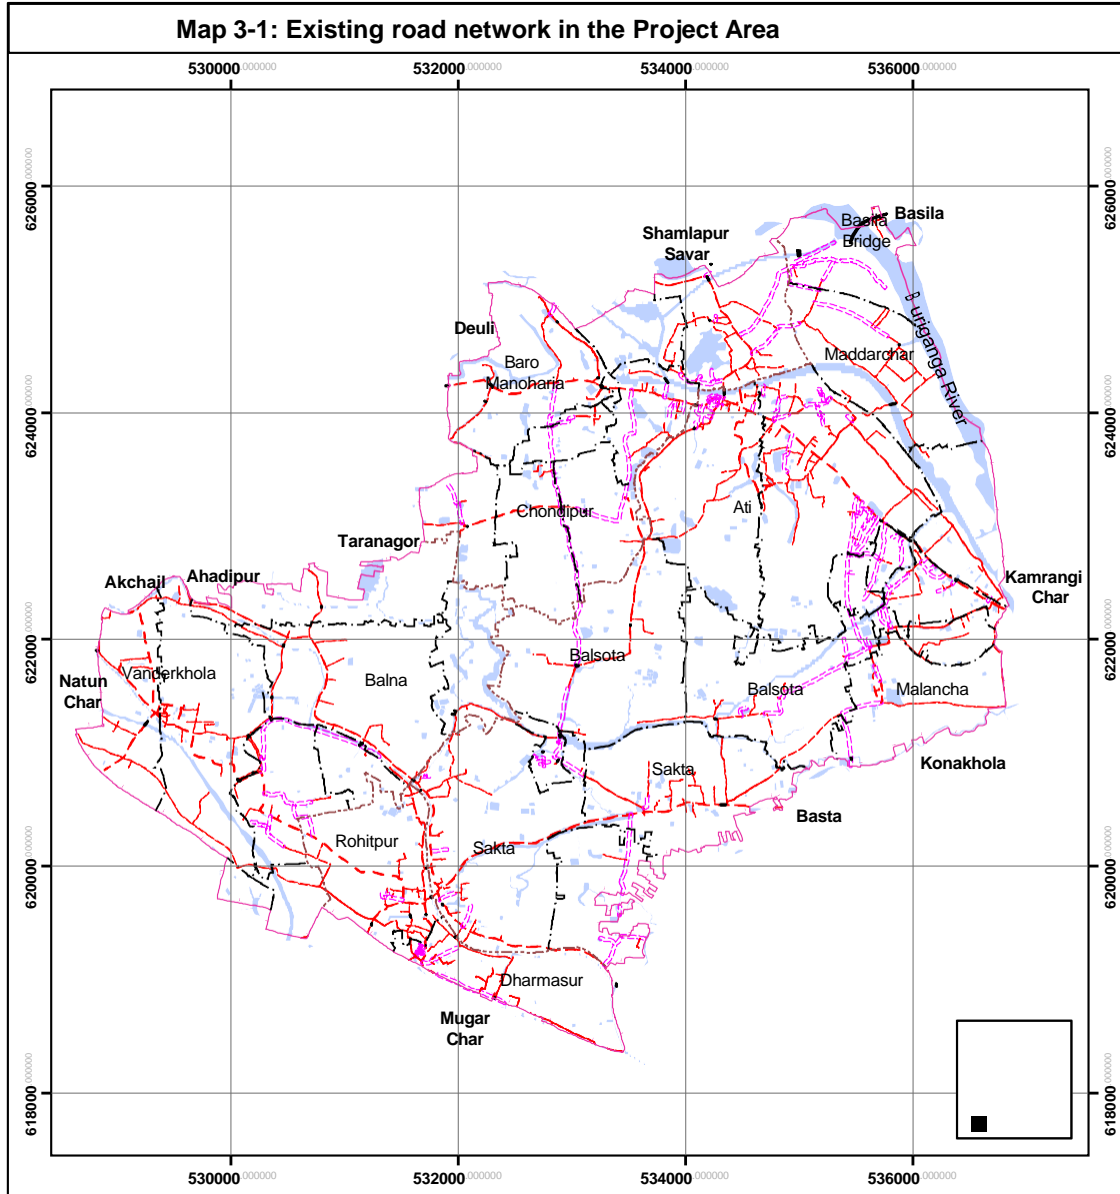 Map 3-1: Existing road network in the Project Area
530000.000000 532000.000000 534000.000000 536000.000000
626000.000000 626000.000000
Basila
Basila
Bridge
Shamlapur
Savar
Deuli
Baro
Manoharia
Maddarchar
uriganga River
624000.000000 624000.000000
Chondipur
Ati
Taranagor
Akchail
Ahadipur
Kamrangi
Char
622000.000000 622000.000000
Vanderkhola
Natun
Char
Balna
Balsota
Balsota
Malancha
Konakhola
Sakta
Basta
Rohitpur
Sakta
620000.000000 620000.000000
Dharmasur
Mugar
Char
618000.000000 618000.000000
530000.000000 532000.000000 534000.000000 536000.000000